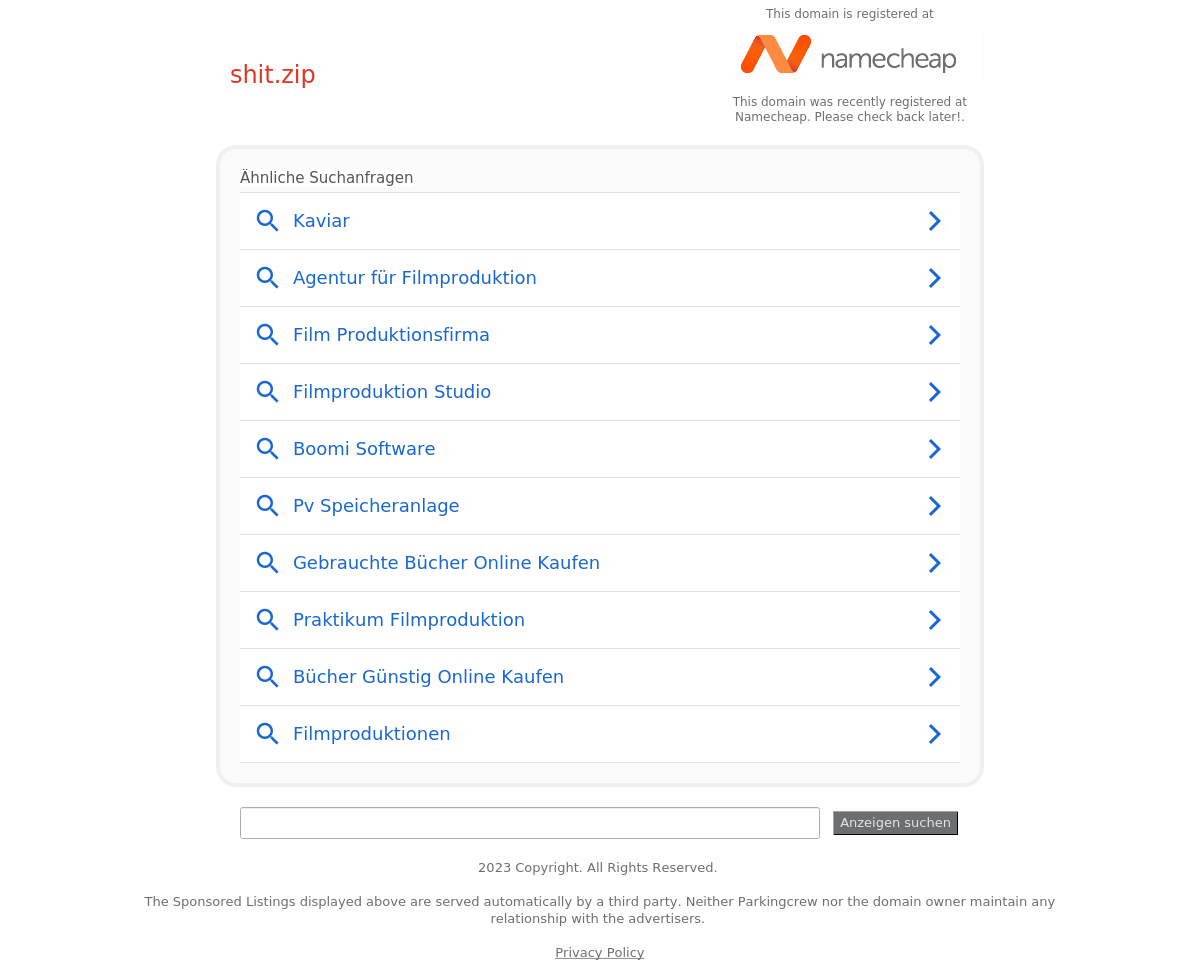 This domain is registered at
namecheap
shit.zip
This domain was recently registered at
Namecheap. Please check back later!.
Ähnliche Suchanfragen
Kaviar
Agentur für Filmproduktion
Film Produktionsfirma
Filmproduktion Studio
Boomi Software
Pv Speicheranlage
Gebrauchte Bücher Online Kaufen
Praktikum Filmproduktion
Bücher Günstig Online Kaufen
Filmproduktionen
Anzeigen suchen
2023 Copyright. All Rights Reserved.
The Sponsored Listings displayed above are served automatically by a third party. Neither Parkingcrew nor the domain owner maintain any
relationship with the advertisers.
Privacy Policy